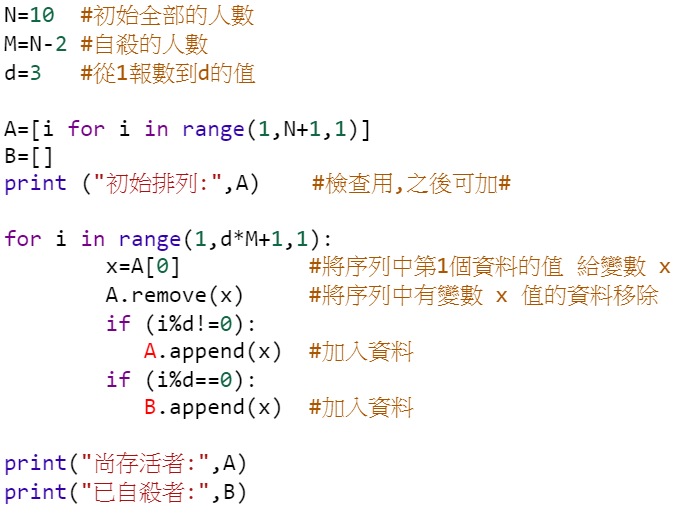 N=10  #初始全部的人數
M=N-2 #自殺的人數
d=3   #從1報數到d的值
A=[i for i in range(1,N+1,1)]
B=[]
print ("初始排列:",A)    #檢查用,之後可加#
for i in range(1,d*M+1,1):
        x=A[0]          #將序列中第1個資料的值 給變數 x
        A.remove(x)     #將序列中有變數 x 值的資料移除
        if (i%d!=0):
           A.append(x)  #加入資料
        if (i%d==0):
           B.append(x)  #加入資料
print("尚存活者:",A)
print("已自殺者:",B)